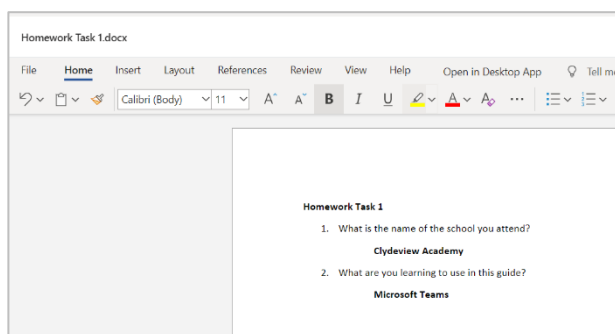 Homework Task 1.docx
File Home Insert Layout References Review View Help Open in Desktop App Tell me
Calibri (Body) 11 A A B I U A A ...
Homework Task 1
1. What is the name of the school you attend?
Clydeview Academy
2. What are you learning to use in this guide?
Microsoft Teams